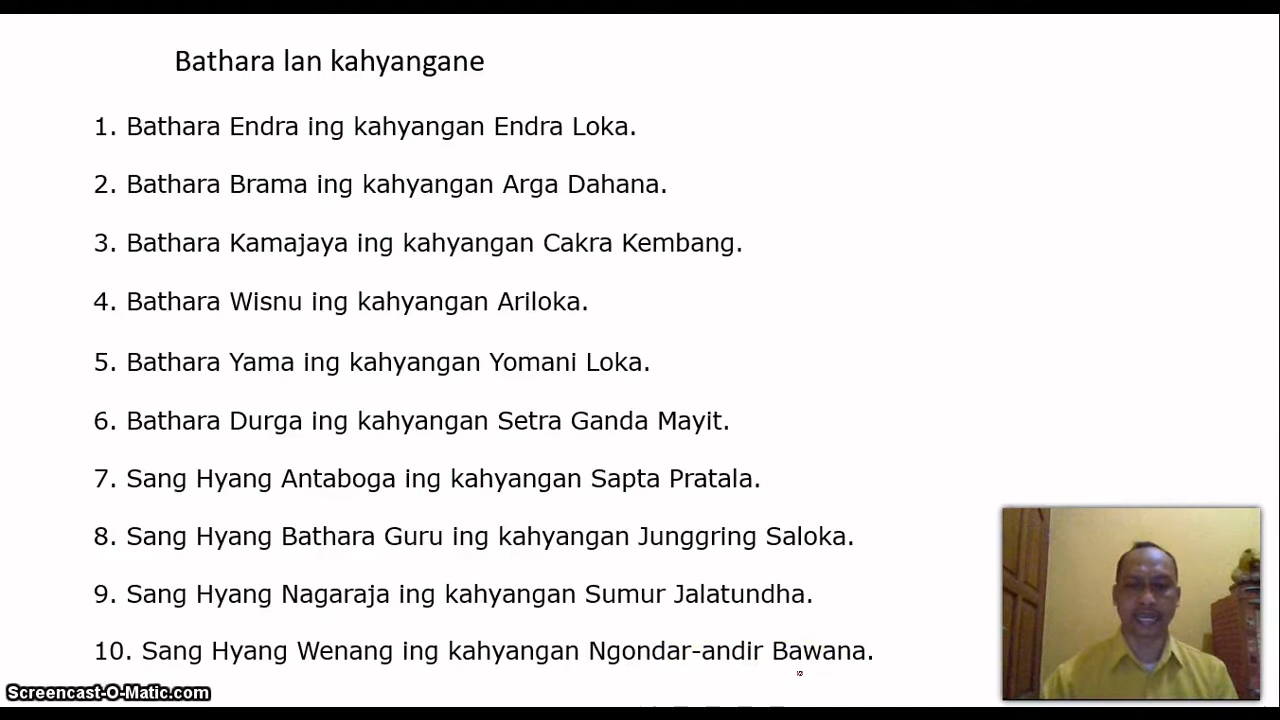 Bathara lan kahyangane
1. Bathara Endra ing kahyangan Endra Loka.
2. Bathara Brama ing kahyangan Arga Dahana.
3. Bathara Kamajaya ing kahyangan Cakra Kembang.
4. Bathara Wisnu ing kahyangan Ariloka.
5. Bathara Yama ing kahyangan Yomani Loka.
6. Bathara Durga ing kahyangan Setra Ganda Mayit.
7. Sang Hyang Antaboga ing kahyangan Sapta Pratala.
8. Sang Hyang Bathara Guru ing kahyangan Junggring Saloka.
9. Sang Hyang Nagaraja ing kahyangan Sumur Jalatundha.
10. Sang Hyang Wenang ing kahyangan Ngondar-andir Bawana.
Screencast-O-Matic.com